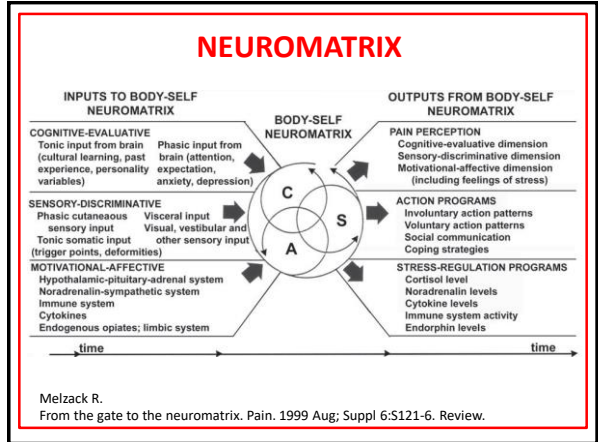 NEUROMATRIX
INPUTS TO BODY-SELF
NEUROMATRIX
COGNITIVE-EVALUATIVE
Tonic input from brain
(cultural learning, past
experience, personality
variables)
Phasic input from
brain (attention,
expectation,
anxiety, depression)
SENSORY-DISCRIMINATIVE
Phasic cutaneous
sensory input
Tonic somatic input
(trigger points, deformities)
Visceral input
Visual, vestibular and
other sensory input
MOTIVATIONAL-AFFECTIVE
Hypothalamic-pituitary-adrenal system
Noradrenalin-sympathetic system
Immune system
Cytokines
Endogenous opiates; limbic system
BODY-SELF
NEUROMATRIX
C
S
A
OUTPUTS FROM BODY-SELF
NEUROMATRIX
PAIN PERCEPTION
Cognitive-evaluative dimension
Sensory-discriminative dimension
Motivational-affective dimension
(including feelings of stress)
ACTION PROGRAMS
Involuntary action patterns
Voluntary action patterns
Social communication
Coping strategies
STRESS-REGULATION PROGRAMS
Cortisol level
Noradrenalin levels
Cytokine levels
Immune system activity
Endorphin levels
time
time
Melzack R.
From the gate to the neuromatrix. Pain. 1999 Aug; Suppl 6:S121-6. Review.